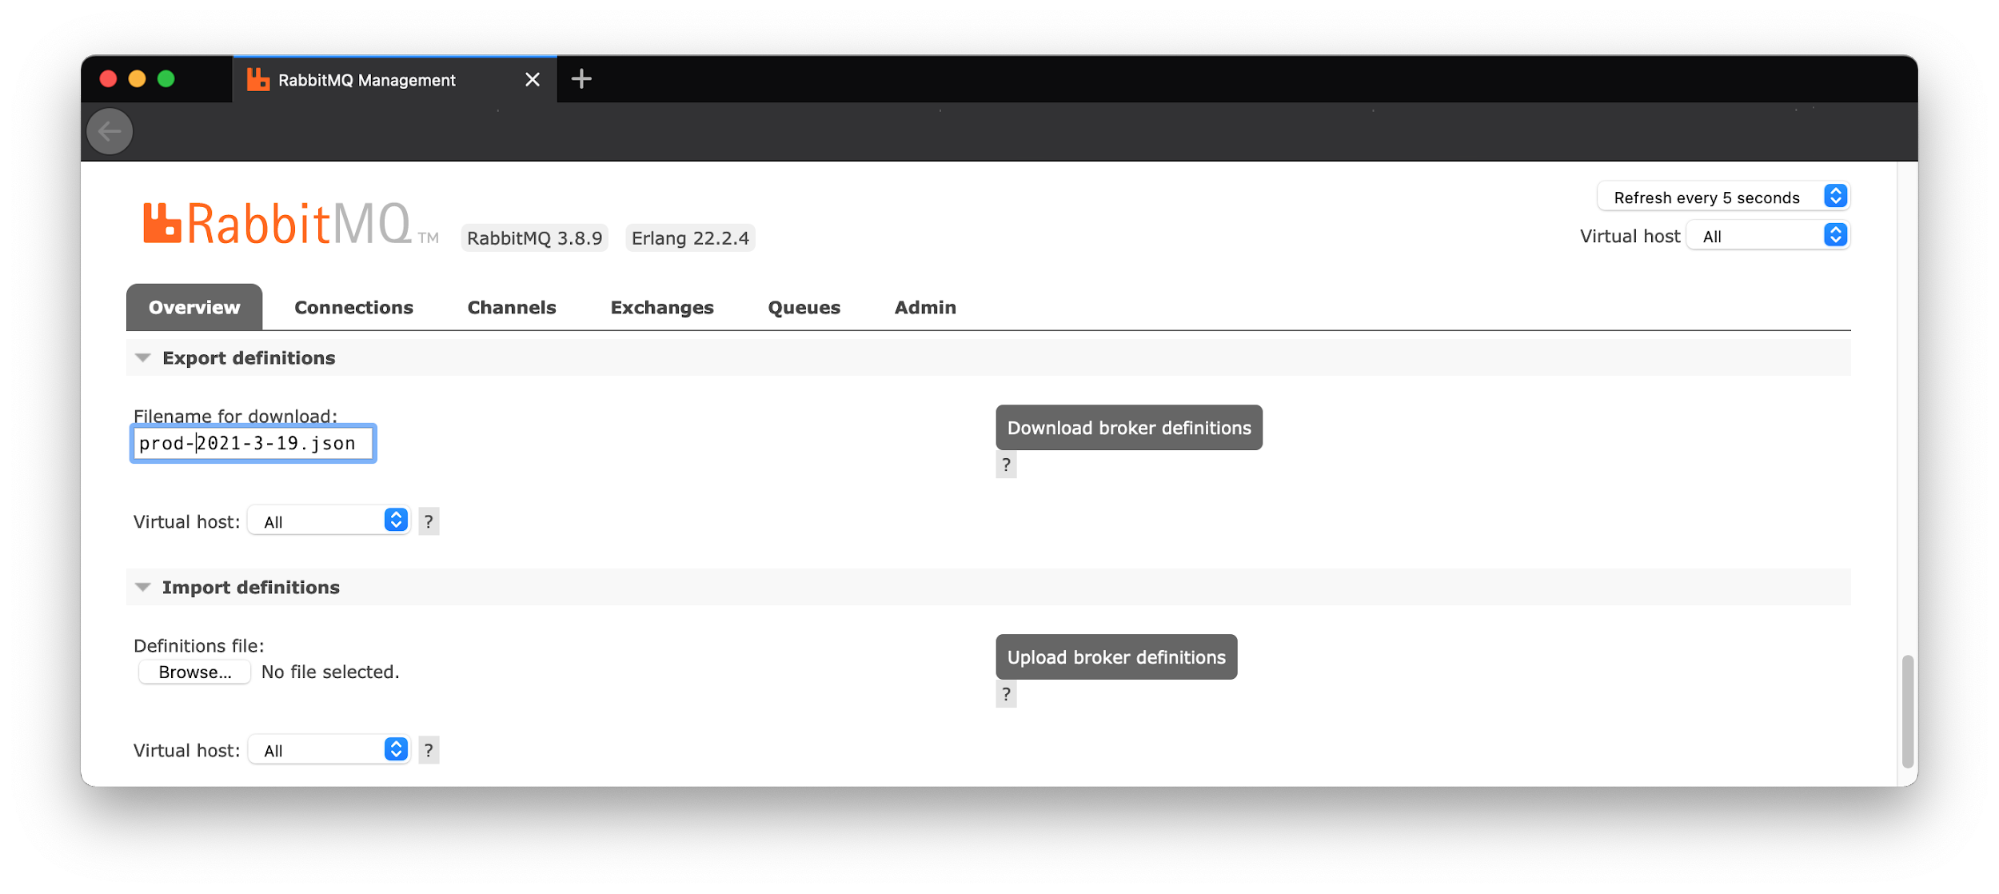 RabbitMQ Management
RabbitMQ TM
RabbitMQ 3.8.9
Erlang 22.2.4
Refresh every 5 seconds
Virtual host All
Overview Connections Channels Exchanges Queues Admin
Export definitions
Filename for download:
prod-2021-3-19.json
Download broker definitions
?
Virtual host: All ?
Import definitions
Definitions file:
Browse... No file selected.
Upload broker definitions
?
Virtual host: All ?